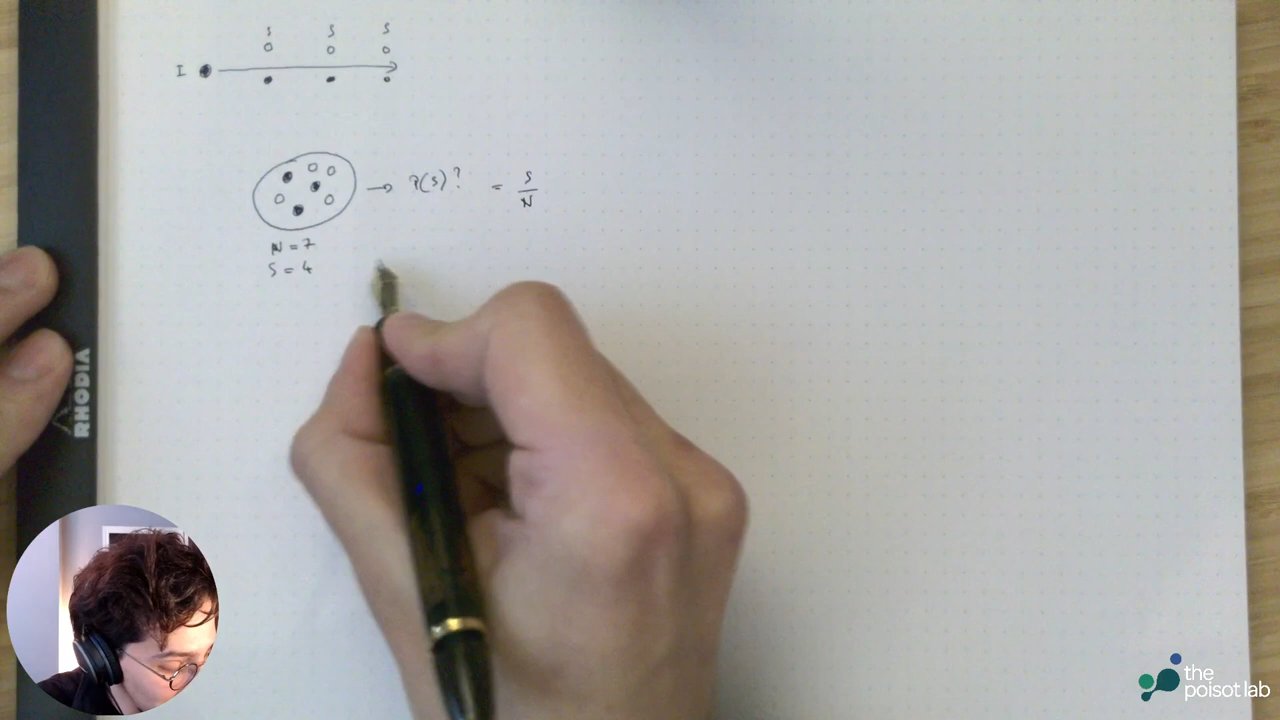 S S S
I
P(S)? = S/N
N = 7
S = 4
RHODIA
the
poisot lab